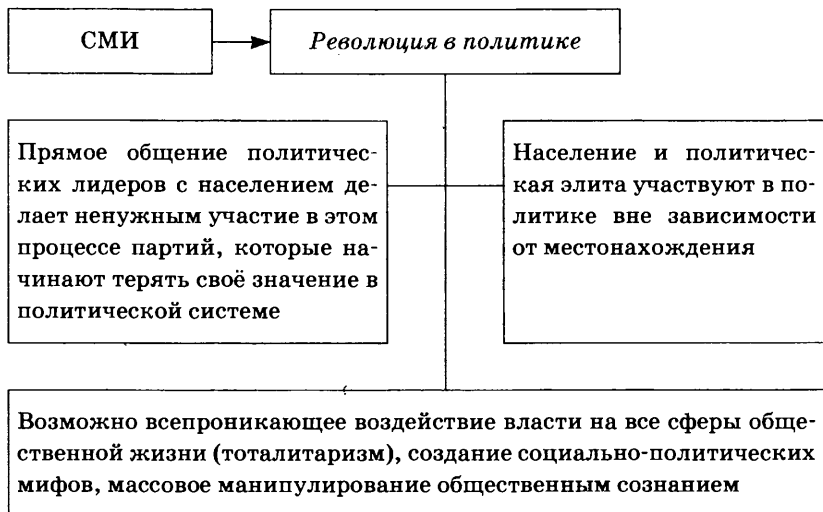 СМИ
Революция в политике
Прямое общение политичес-
ких лидеров с населением де-
лает ненужным участие в этом
процессе партий, которые на-
чинают терять своё значение в
политической системе
Население и политичес-
кая элита участвуют в по-
литике вне зависимости
от местонахождения
Возможно всепроникающее воздействие власти на все сферы обще-
ственной жизни (тоталитаризм), создание социально-политических
мифов, массовое манипулирование общественным сознанием